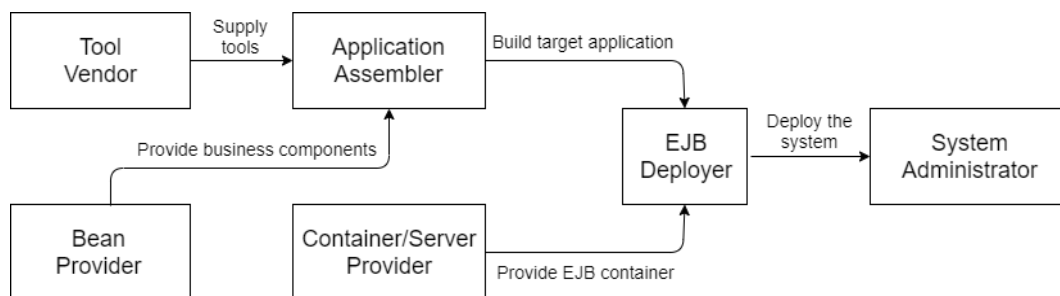 Tool
Vendor
Supply
tools
Application
Assembler
Build target application
EJB
Deployer
Deploy the
system
System
Administrator
Provide business components
Bean
Provider
Container/Server
Provider
Provide EJB container